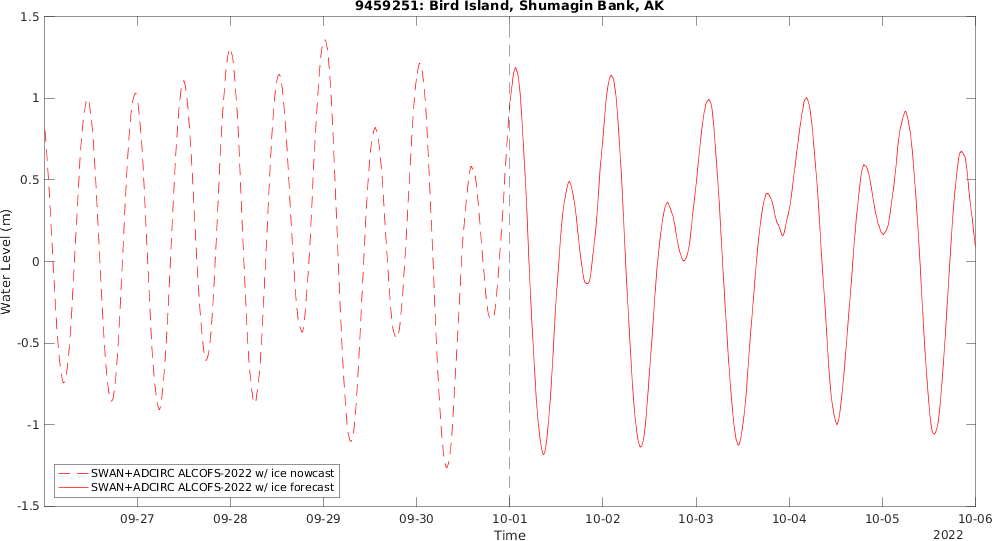 9459251: Bird Island, Shumagin Bank, AK
1.5
1
0.5
0
-0.5
-1
-1.5
Water Level (m)
SWAN+ADCIRC ALCOFS-2022 w/ ice nowcast
SWAN+ADCIRC ALCOFS-2022 w/ ice forecast
09-27 09-28 09-29 09-30 10-01 10-02 10-03 10-04 10-05 10-06
Time
2022